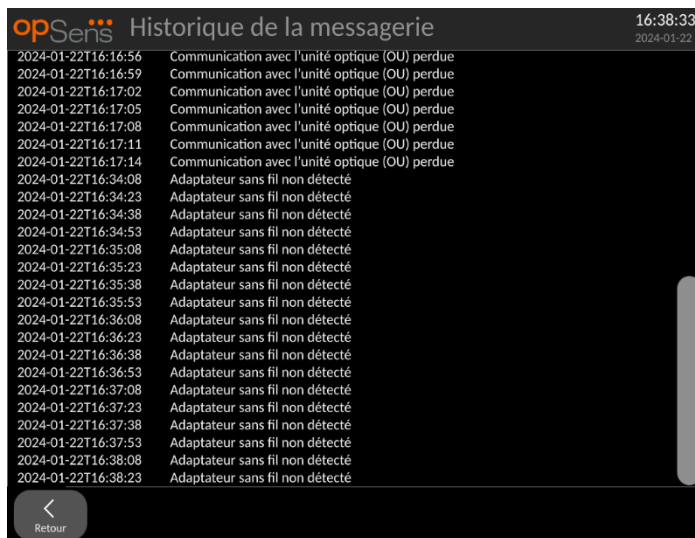 opSens Historique de la messagerie 16:38:33
2024-01-22
2024-01-22T16:16:56 Communication avec l'unité optique (OU) perdue
2024-01-22T16:16:59 Communication avec l'unité optique (OU) perdue
2024-01-22T16:17:02 Communication avec l'unité optique (OU) perdue
2024-01-22T16:17:05 Communication avec l'unité optique (OU) perdue
2024-01-22T16:17:08 Communication avec l'unité optique (OU) perdue
2024-01-22T16:17:11 Communication avec l'unité optique (OU) perdue
2024-01-22T16:17:14 Communication avec l'unité optique (OU) perdue
2024-01-22T16:34:08 Adaptateur sans fil non détecté
2024-01-22T16:34:23 Adaptateur sans fil non détecté
2024-01-22T16:34:38 Adaptateur sans fil non détecté
2024-01-22T16:34:53 Adaptateur sans fil non détecté
2024-01-22T16:35:08 Adaptateur sans fil non détecté
2024-01-22T16:35:23 Adaptateur sans fil non détecté
2024-01-22T16:35:38 Adaptateur sans fil non détecté
2024-01-22T16:35:53 Adaptateur sans fil non détecté
2024-01-22T16:36:08 Adaptateur sans fil non détecté
2024-01-22T16:36:23 Adaptateur sans fil non détecté
2024-01-22T16:36:38 Adaptateur sans fil non détecté
2024-01-22T16:36:53 Adaptateur sans fil non détecté
2024-01-22T16:37:08 Adaptateur sans fil non détecté
2024-01-22T16:37:23 Adaptateur sans fil non détecté
2024-01-22T16:37:38 Adaptateur sans fil non détecté
2024-01-22T16:37:53 Adaptateur sans fil non détecté
2024-01-22T16:38:08 Adaptateur sans fil non détecté
2024-01-22T16:38:23 Adaptateur sans fil non détecté
Retour